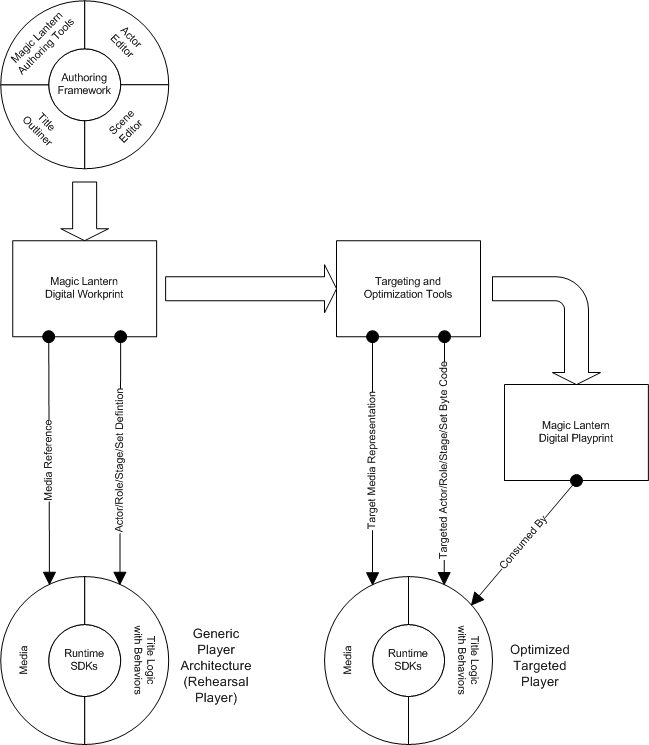 Magic Lantern
Authoring Tools
Actor
Editor
Authoring
Framework
Title
Outliner
Scene
Editor
Magic Lantern
Digital Workprint
Targeting and
Optimization Tools
Magic Lantern
Digital Playprint
Media Reference
Actor/Role/Stage/Set Defintion
Target Media Representation
Targeted Actor/Role/Stage/Set Byte Code
Consumed By
Media
Runtime
SDKs
Title Logic
with Behaviors
Generic
Player
Architecture
(Rehearsal
Player)
Media
Runtime
SDKs
Title Logic
with Behaviors
Optimized
Targeted
Player